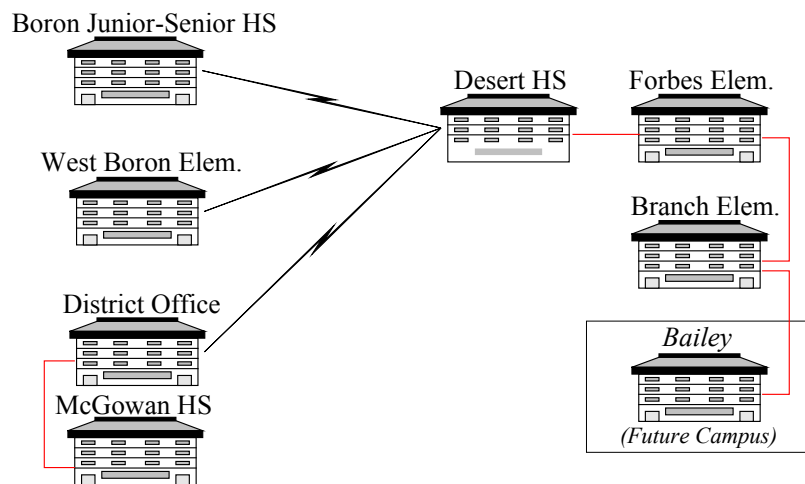 Boron Junior-Senior HS
Desert HS
Forbes Elem.
West Boron Elem.
Branch Elem.
District Office
Bailey
McGowan HS
(Future Campus)